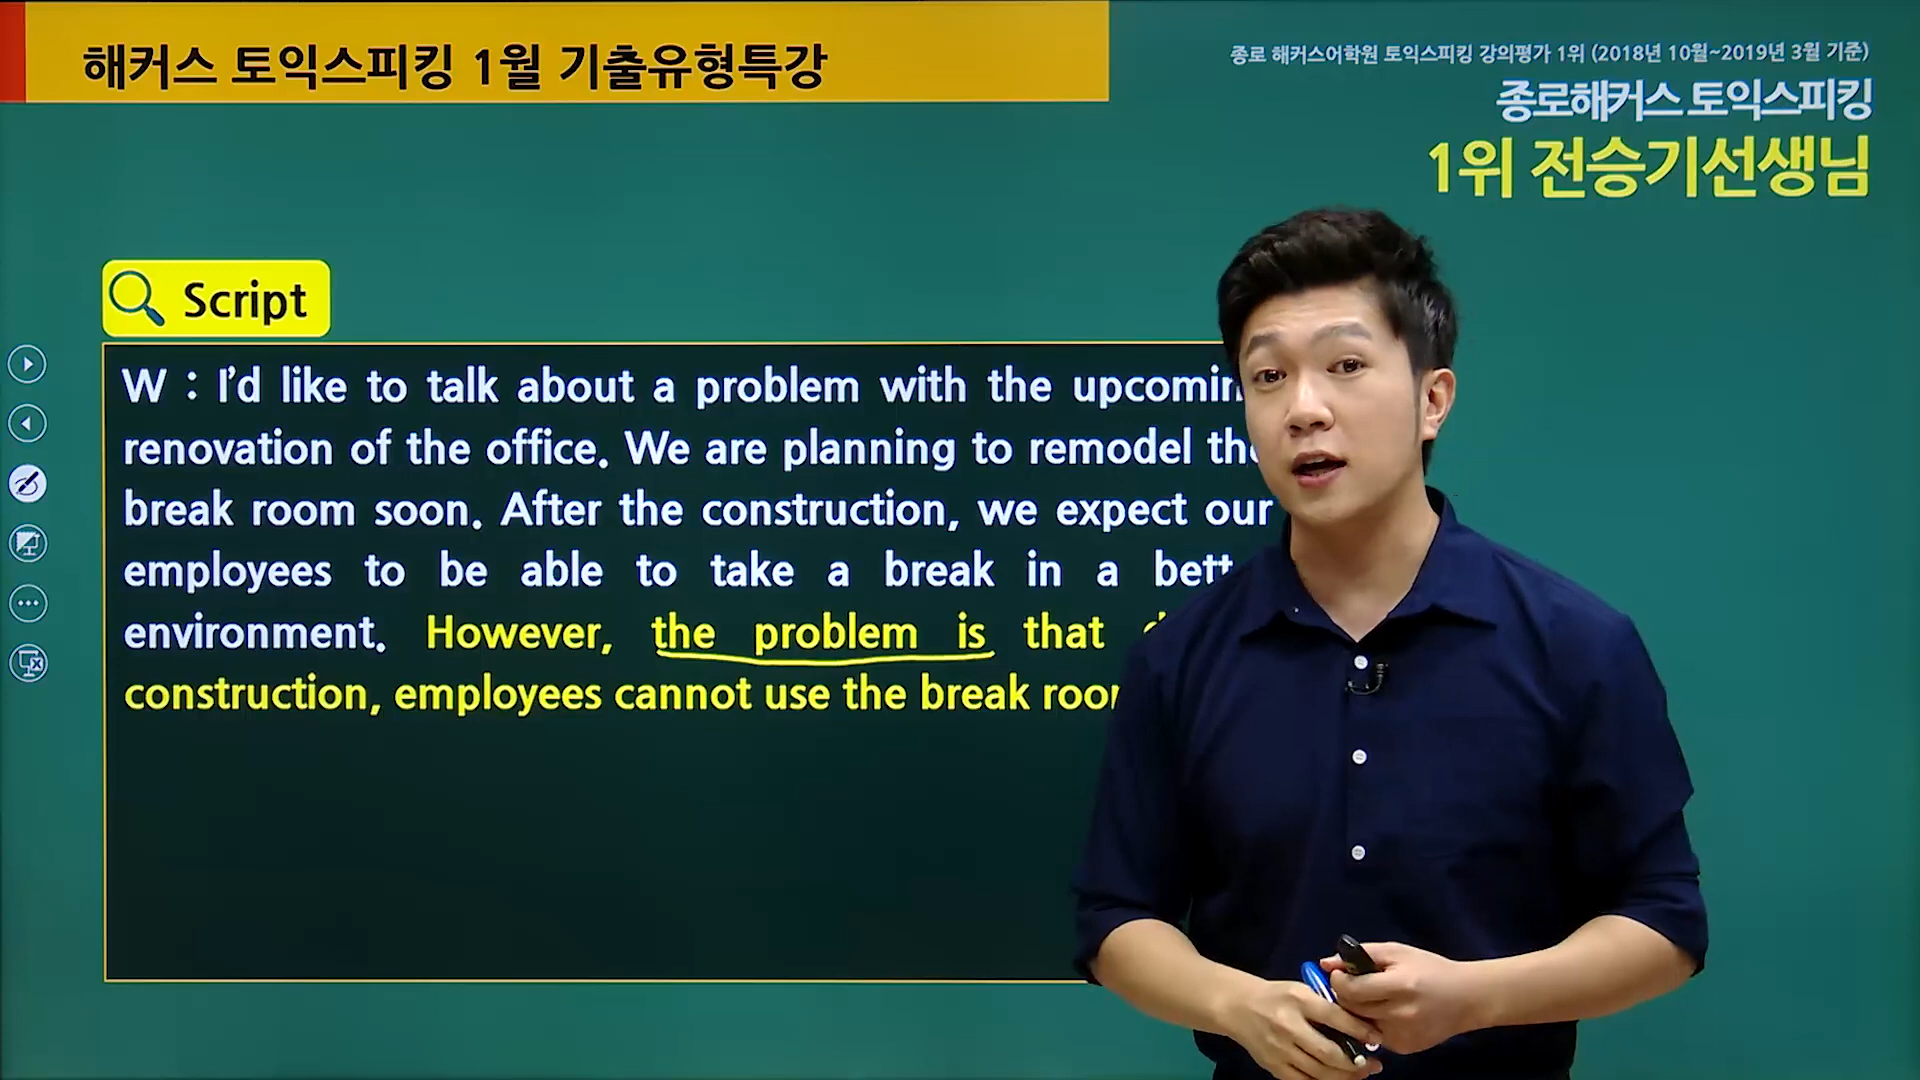 해커스 토익스피킹 1월 기출유형특강
종로 해커스어학원 토익스피킹 강의평가 1위 (2018년 10월~2019년 3월 기준)
종로해커스 토익스피킹
1위 전승기선생님
Script
W : I'd like to talk about a problem with the
renovation of the office. We are planning to remodel
break room soon. After the construction, we expect our
employees to be able to take a break in a
environment. However, the problem is that
construction, employees cannot use the break